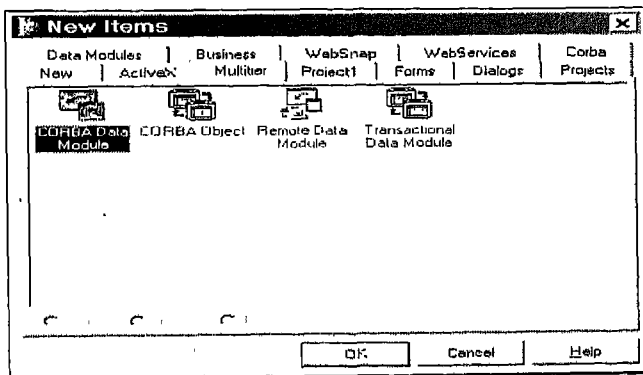 New Items
Data Modules Business WebSnap WebServices Corba
New ActiveX Multitier Project1 Forms Dialogs Projects
CORBA Data Module
CORBA Object
Remote Data Module
Transactional Data Module
OK Cancel Help